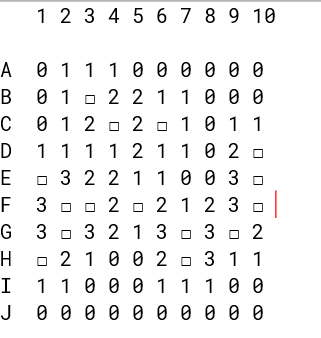 1 2 3 4 5 6 7 8 9 10
A 0 1 1 1 0 0 0 0 0 0
B 0 1 □ 2 2 1 1 0 0 0
C 0 1 2 □ 2 □ 1 0 1 1
D 1 1 1 1 2 1 1 0 2 □
E □ 3 2 2 1 1 0 0 3 □
F 3 □ □ 2 □ 2 1 2 3 □
G 3 □ 3 2 1 3 □ 3 □ 2
H □ 2 1 0 0 2 □ 3 1 1
I 1 1 0 0 0 1 1 1 0 0
J 0 0 0 0 0 0 0 0 0 0